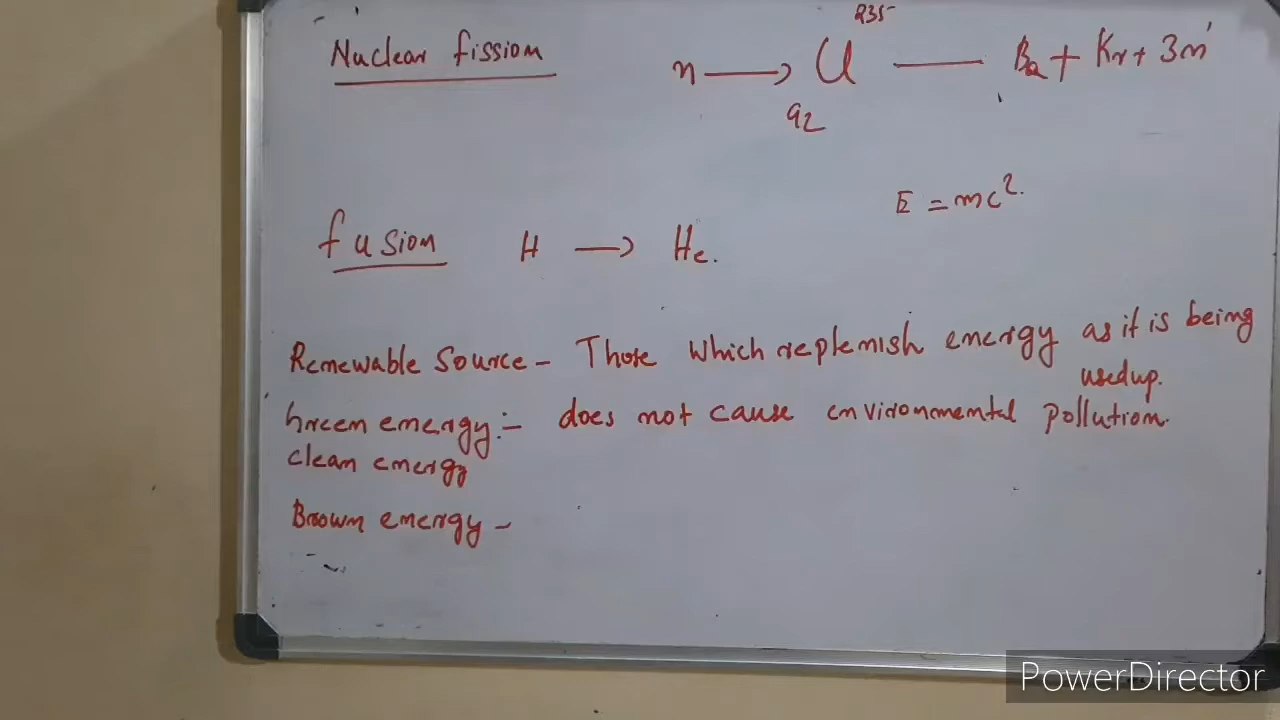 Nuclear fission n → U 235 92 — Ba + Kr + 3n'
E = mc².
fusion H → He.
Renewable Source - Those which replenish energy as it is being
used up.
Green energy :- does not cause environmental pollution.
clean energy
Brown energy -
PowerDirector